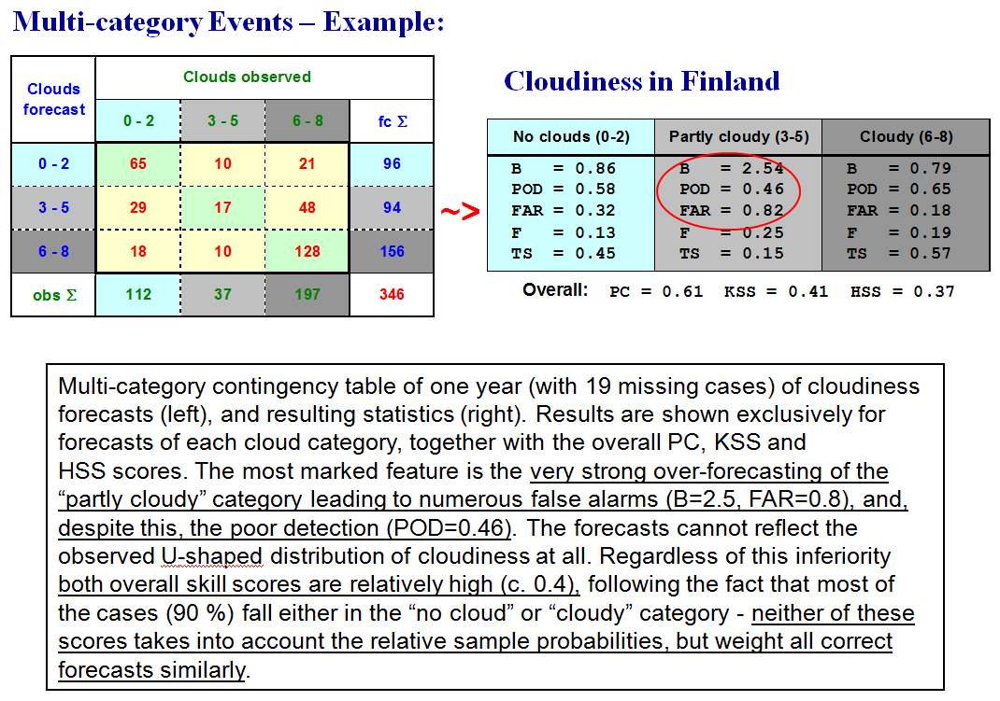 Multi-category Events – Example:
Cloudiness in Finland
Clouds forecast
Clouds observed
0 - 2 3 - 5 6 - 8 fc Σ
0 - 2 65 10 21 96
3 - 5 29 17 48 94
6 - 8 18 10 128 156
obs Σ 112 37 197 346
~>
No clouds (0-2) Partly cloudy (3-5) Cloudy (6-8)
B = 0.86 B = 2.54 B = 0.79
POD = 0.58 POD = 0.46 POD = 0.65
FAR = 0.32 FAR = 0.82 FAR = 0.18
F = 0.13 F = 0.25 F = 0.19
TS = 0.45 TS = 0.15 TS = 0.57
Overall: PC = 0.61 KSS = 0.41 HSS = 0.37
Multi-category contingency table of one year (with 19 missing cases) of cloudiness
forecasts (left), and resulting statistics (right). Results are shown exclusively for
forecasts of each cloud category, together with the overall PC, KSS and
HSS scores. The most marked feature is the very strong over-forecasting of the
“partly cloudy” category leading to numerous false alarms (B=2.5, FAR=0.8), and,
despite this, the poor detection (POD=0.46). The forecasts cannot reflect the
observed U-shaped distribution of cloudiness at all. Regardless of this inferiority
both overall skill scores are relatively high (c. 0.4), following the fact that most of
the cases (90 %) fall either in the “no cloud” or “cloudy” category - neither of these
scores takes into account the relative sample probabilities, but weight all correct
forecasts similarly.